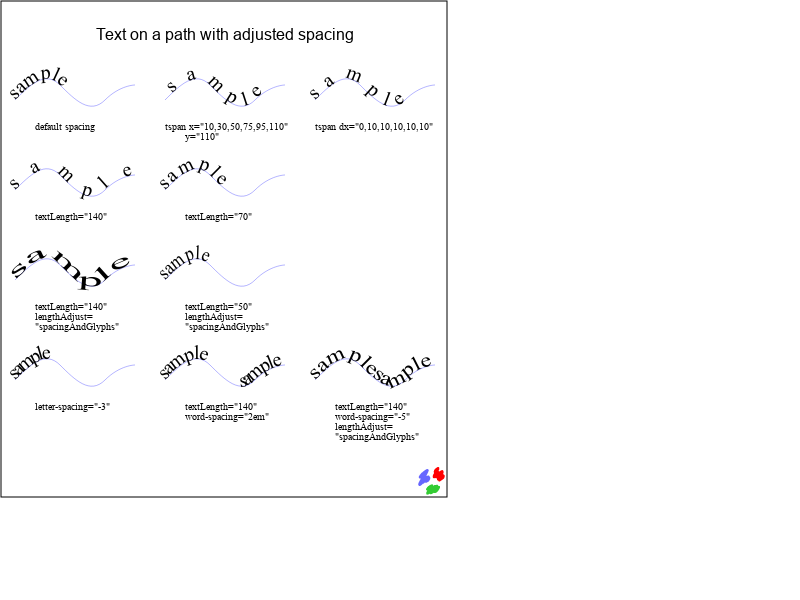 Text on a path with adjusted spacing
sample
sample
sample
default spacing
tspan x="10,30,50,75,95,110"
y="110"
tspan dx="0,10,10,10,10,10"
sample
sample
textLength="140"
textLength="70"
sample
sample
textLength="140"
lengthAdjust=
"spacingAndGlyphs"
textLength="50"
lengthAdjust=
"spacingAndGlyphs"
sample
sample sample
samplesample
letter-spacing="-3"
textLength="140"
word-spacing="2em"
textLength="140"
word-spacing="-5"
lengthAdjust=
"spacingAndGlyphs"